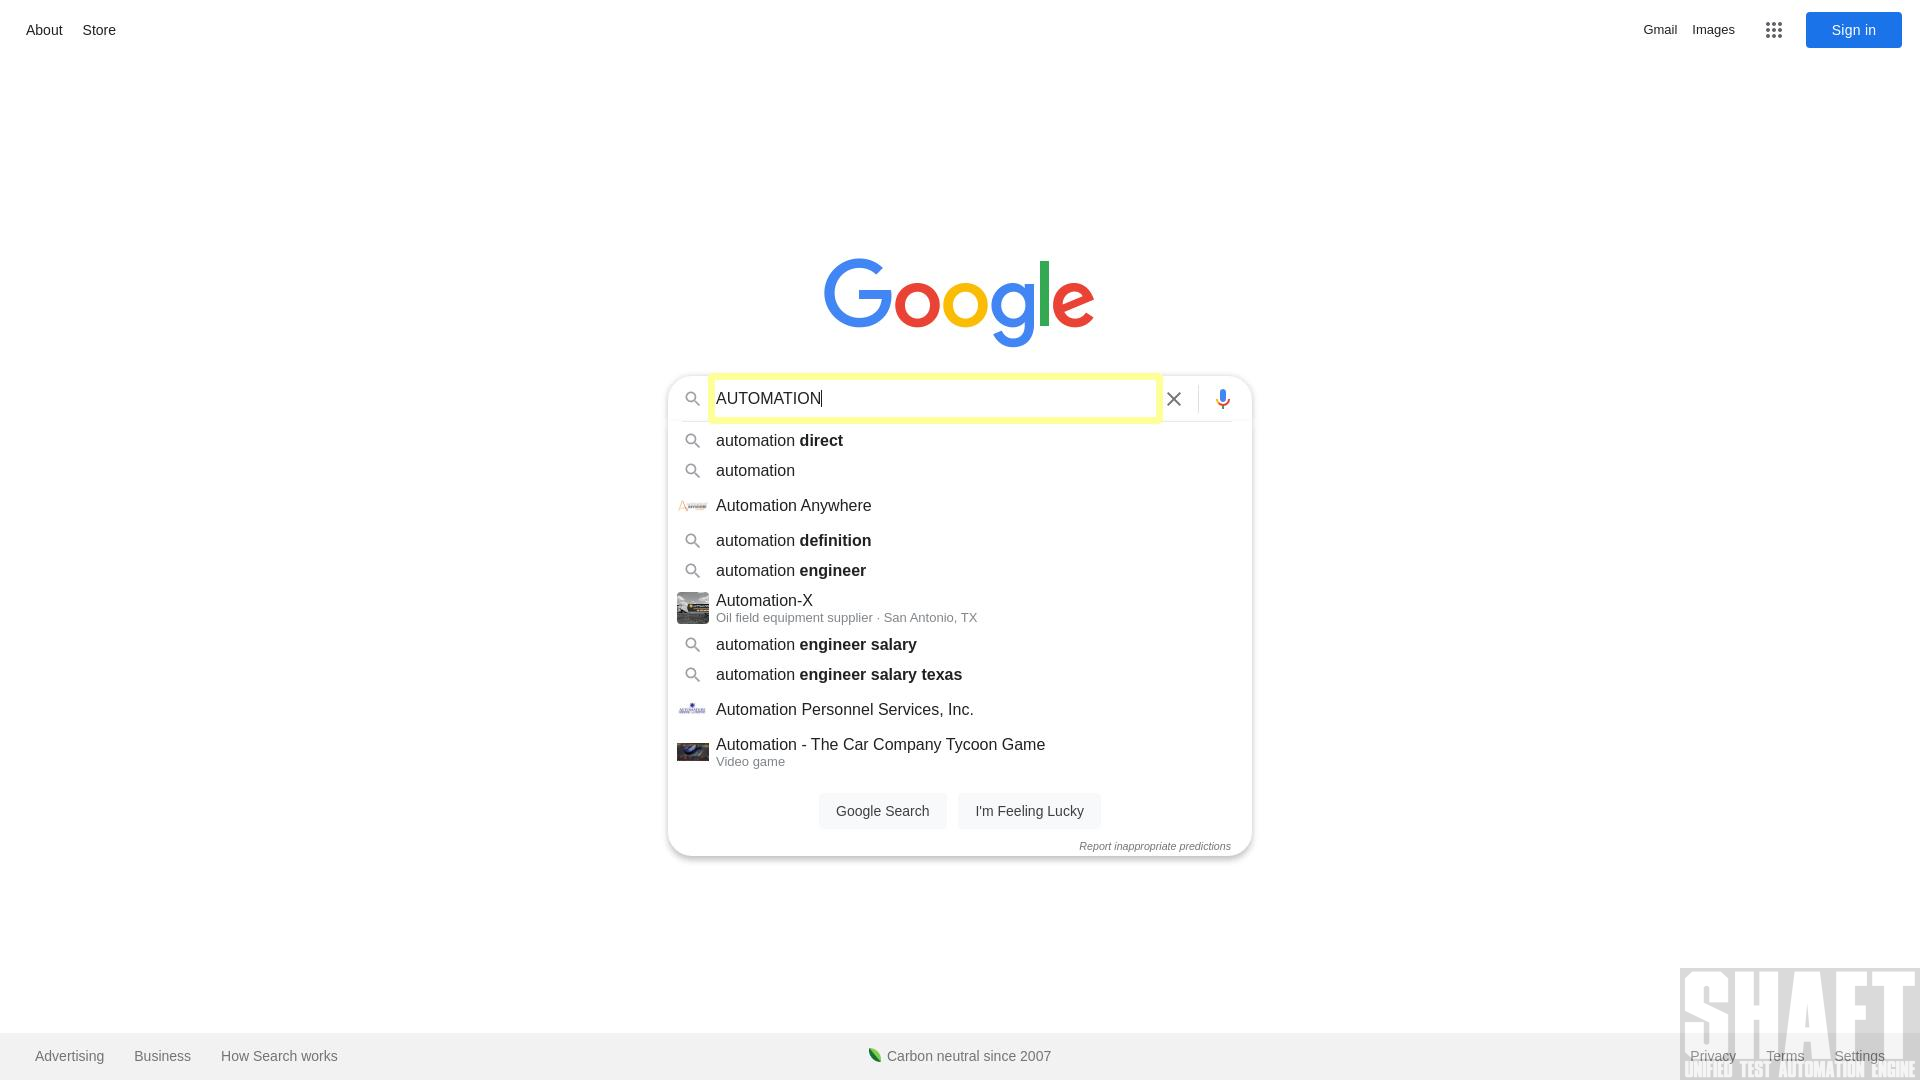 About Store
Gmail Images Sign in
Google
AUTOMATION
automation direct
automation
Automation Anywhere
automation definition
automation engineer
Automation-X
Oil field equipment supplier · San Antonio, TX
automation engineer salary
automation engineer salary texas
Automation Personnel Services, Inc.
Automation - The Car Company Tycoon Game
Video game
Google Search I'm Feeling Lucky
Report inappropriate predictions
SHAFT
Advertising Business How Search works Carbon neutral since 2007 Privacy Terms Settings
UNIFIED TEST AUTOMATION ENGINE